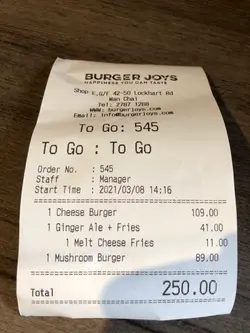 BURGER JOYS
HAPPINESS YOU CAN TASTE
Shop F,G/F 42-50 Lockhart Rd
Wan Chai
Tel: 2787 1288
www.burgerjoys.com
Email: info@burgerjoys.com
To Go: 545
To Go : To Go
Order No. : 545
Staff : Manager
Start Time : 2021/03/08 14:16
1 Cheese Burger 109.00
1 Ginger Ale + Fries 41.00
1 Melt Cheese Fries 11.00
1 Mushroom Burger 89.00
Total 250.00